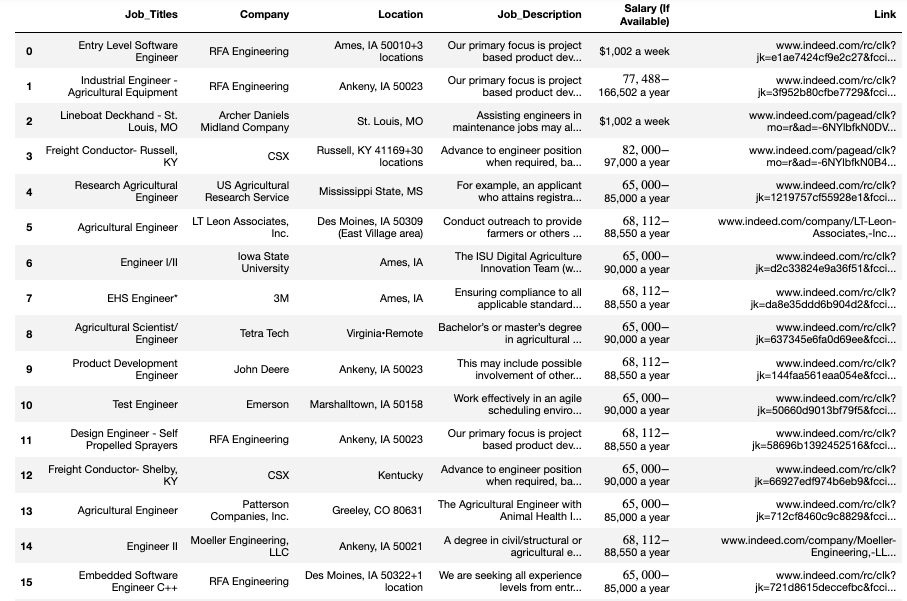 Job_Titles Company Location Job_Description Salary (If Available) Link
0 Entry Level Software Engineer RFA Engineering Ames, IA 50010+3 locations Our primary focus is project based product dev... $1,002 a week www.indeed.com/rc/clk?jk=e1ae7424cf9e2c27&fcci...
1 Industrial Engineer - Agricultural Equipment RFA Engineering Ankeny, IA 50023 Our primary focus is project based product dev... 77,488−166,502 a year www.indeed.com/rc/clk?jk=3f952b80cfbe7729&fcci...
2 Lineboat Deckhand - St. Louis, MO Archer Daniels Midland Company St. Louis, MO Assisting engineers in maintenance jobs may al... $1,002 a week www.indeed.com/pagead/clk?mo=r&ad=-6NYlbfkN0DV...
3 Freight Conductor- Russell, KY CSX Russell, KY 41169+30 locations Advance to engineer position when required, ba... 82,000−97,000 a year www.indeed.com/pagead/clk?mo=r&ad=-6NYlbfkN0B4...
4 Research Agricultural Engineer US Agricultural Research Service Mississippi State, MS For example, an applicant who attains registra... 65,000−85,000 a year www.indeed.com/rc/clk?jk=1219757cf55928e1&fcci...
5 Agricultural Engineer LT Leon Associates, Inc. Des Moines, IA 50309 (East Village area) Conduct outreach to provide farmers or others ... 68,112−88,550 a year www.indeed.com/company/LT-Leon-Associates,-Inc...
6 Engineer I/II Iowa State University Ames, IA The ISU Digital Agriculture Innovation Team (w... 65,000−90,000 a year www.indeed.com/rc/clk?jk=d2c33824e9a36f51&fcci...
7 EHS Engineer* 3M Ames, IA Ensuring compliance to all applicable standard... 68,112−88,550 a year www.indeed.com/rc/clk?jk=da8e35ddd6b904d2&fcci...
8 Agricultural Scientist/ Engineer Tetra Tech Virginia•Remote Bachelor’s or master’s degree in agricultural ... 65,000−90,000 a year www.indeed.com/rc/clk?jk=637345e6fa0d69ee&fcci...
9 Product Development Engineer John Deere Ankeny, IA 50023 This may include possible involvement of other... 68,112−88,550 a year www.indeed.com/rc/clk?jk=144faa561eaa054e&fcci...
10 Test Engineer Emerson Marshalltown, IA 50158 Work effectively in an agile scheduling enviro... 65,000−90,000 a year www.indeed.com/rc/clk?jk=50660d9013bf79f5&fcci...
11 Design Engineer - Self Propelled Sprayers RFA Engineering Ankeny, IA 50023 Our primary focus is project based product dev... 68,112−88,550 a year www.indeed.com/rc/clk?jk=58696b1392452516&fcci...
12 Freight Conductor- Shelby, KY CSX Kentucky Advance to engineer position when required, ba... 65,000−90,000 a year www.indeed.com/rc/clk?jk=66927edf974b6eb9&fcci...
13 Agricultural Engineer Patterson Companies, Inc. Greeley, CO 80631 The Agricultural Engineer with Animal Health I... 65,000−85,000 a year www.indeed.com/rc/clk?jk=712cf8460c9c8829&fcci...
14 Engineer II Moeller Engineering, LLC Ankeny, IA 50021 A degree in civil/structural or agricultural e... 68,112−88,550 a year www.indeed.com/company/Moeller-Engineering,-LL...
15 Embedded Software Engineer C++ RFA Engineering Des Moines, IA 50322+1 location We are seeking all experience levels from entr... 65,000−85,000 a year www.indeed.com/rc/clk?jk=721d8615deccefbc&fcci...